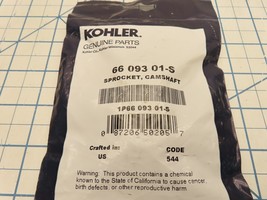 KOHLER.
GENUINE PARTS
66 093 01-S
SPROCKET, CAMSHAFT
1P66 093 01-S
0 87206 50205 7
Crafted in: CODE
US 544
Warning: This product contains a chemical
known to the State of California to cause cancer,
birth defects, or other reproductive harm.